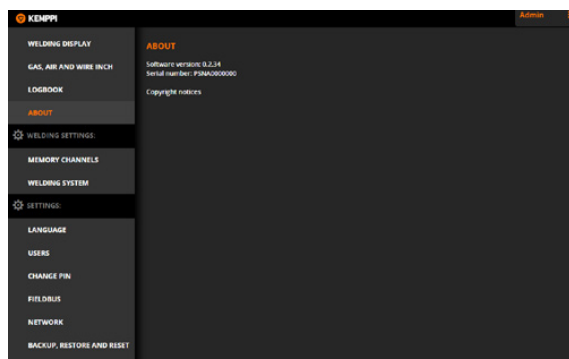 KEMPPI
Admin
WELDING DISPLAY
GAS, AIR AND WIRE INCH
LOGBOOK
ABOUT
WELDING SETTINGS:
MEMORY CHANNELS
WELDING SYSTEM
SETTINGS:
LANGUAGE
USERS
CHANGE PIN
FIELDBUS
NETWORK
BACKUP, RESTORE AND RESET
ABOUT
Software version: 0.2.34
Serial number: PSNA0000000
Copyright notices